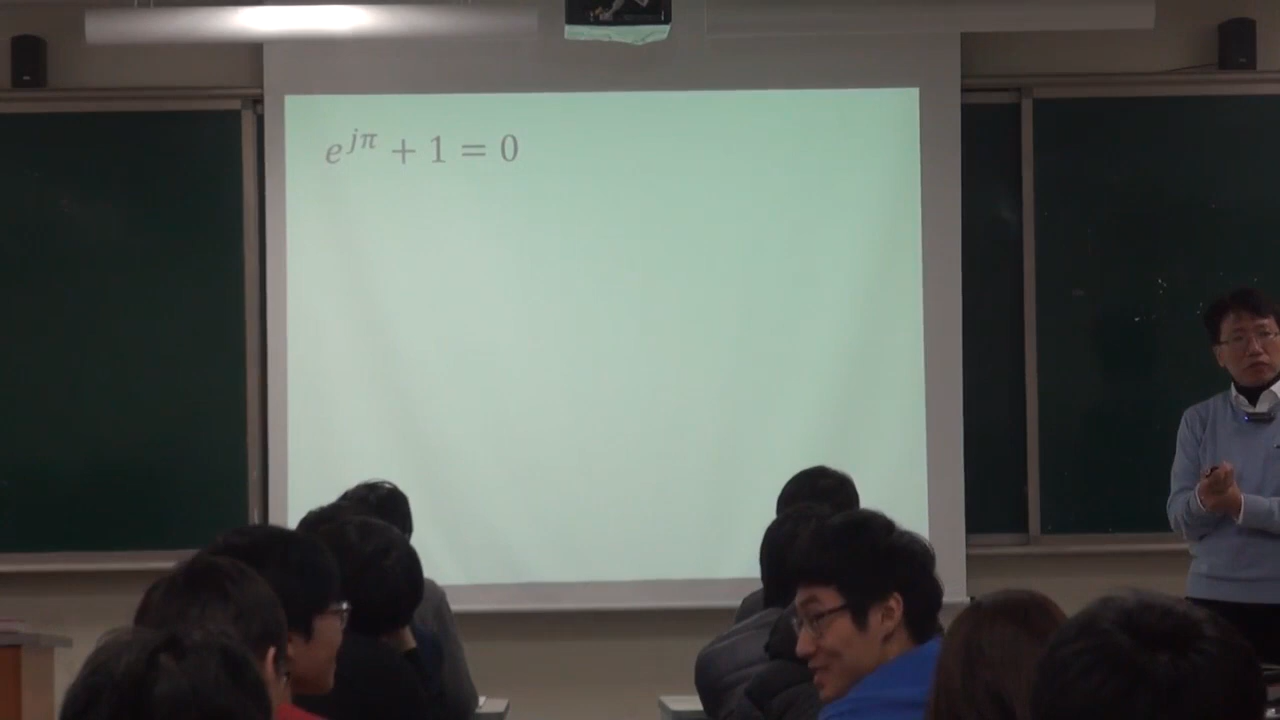 e^{jπ} + 1 = 0